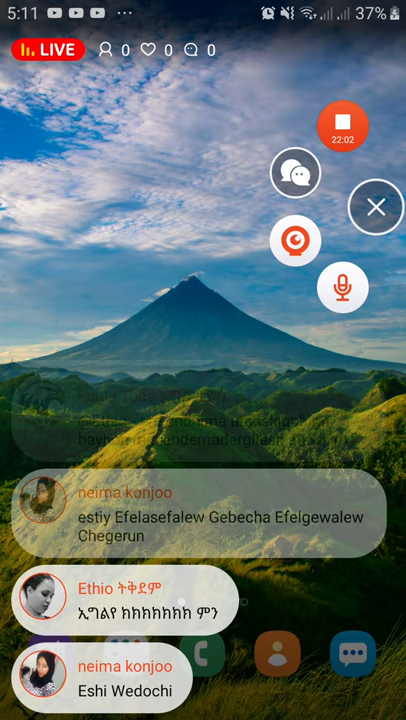 5:11
37%
LIVE 0 0 0
22:02
neima konjoo
estiy Efelasefalew Gebecha Efelgewalew
Chegerun
Ethio ትቅደም
ኢግልየ ክክክክክክክ ምን
neima konjoo
Eshi Wedochi